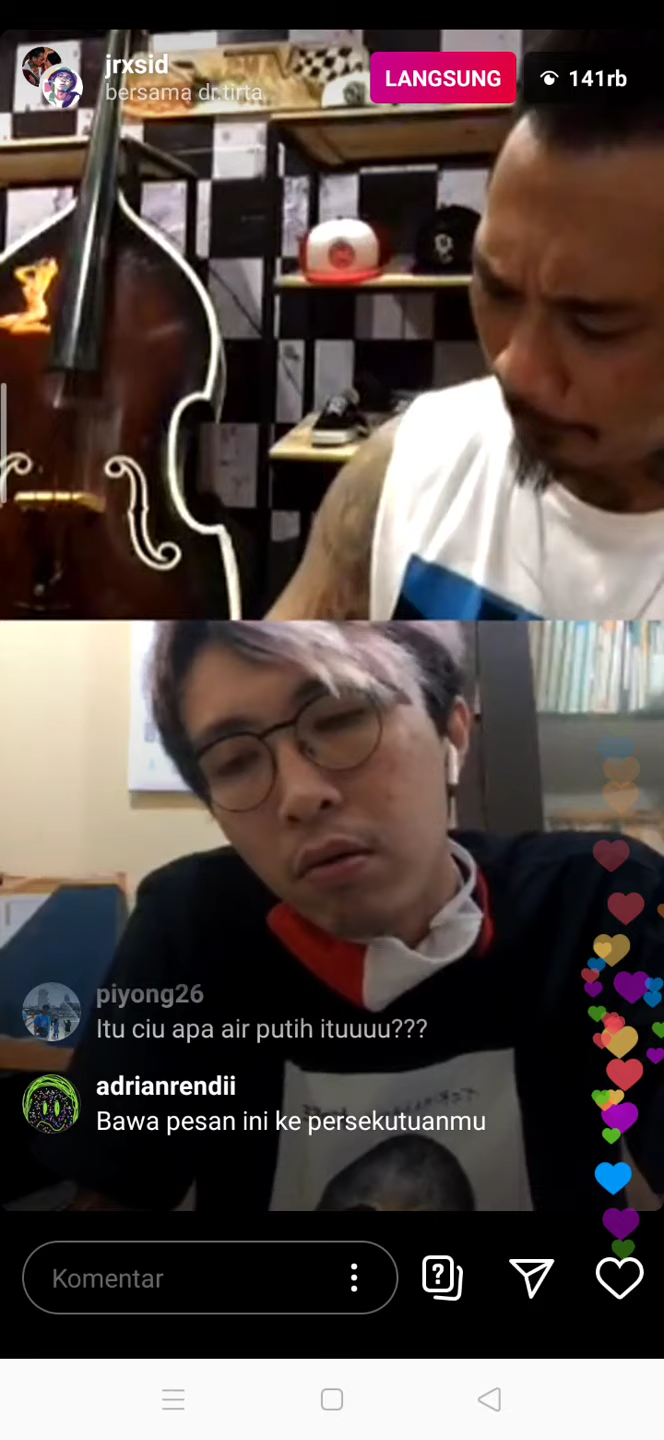 jrxsid
bersama dr.tirta
LANGSUNG
141rb
piyong26
Itu ciu apa air putih ituuuu???
adrianrendii
Bawa pesan ini ke persekutuanmu
Komentar